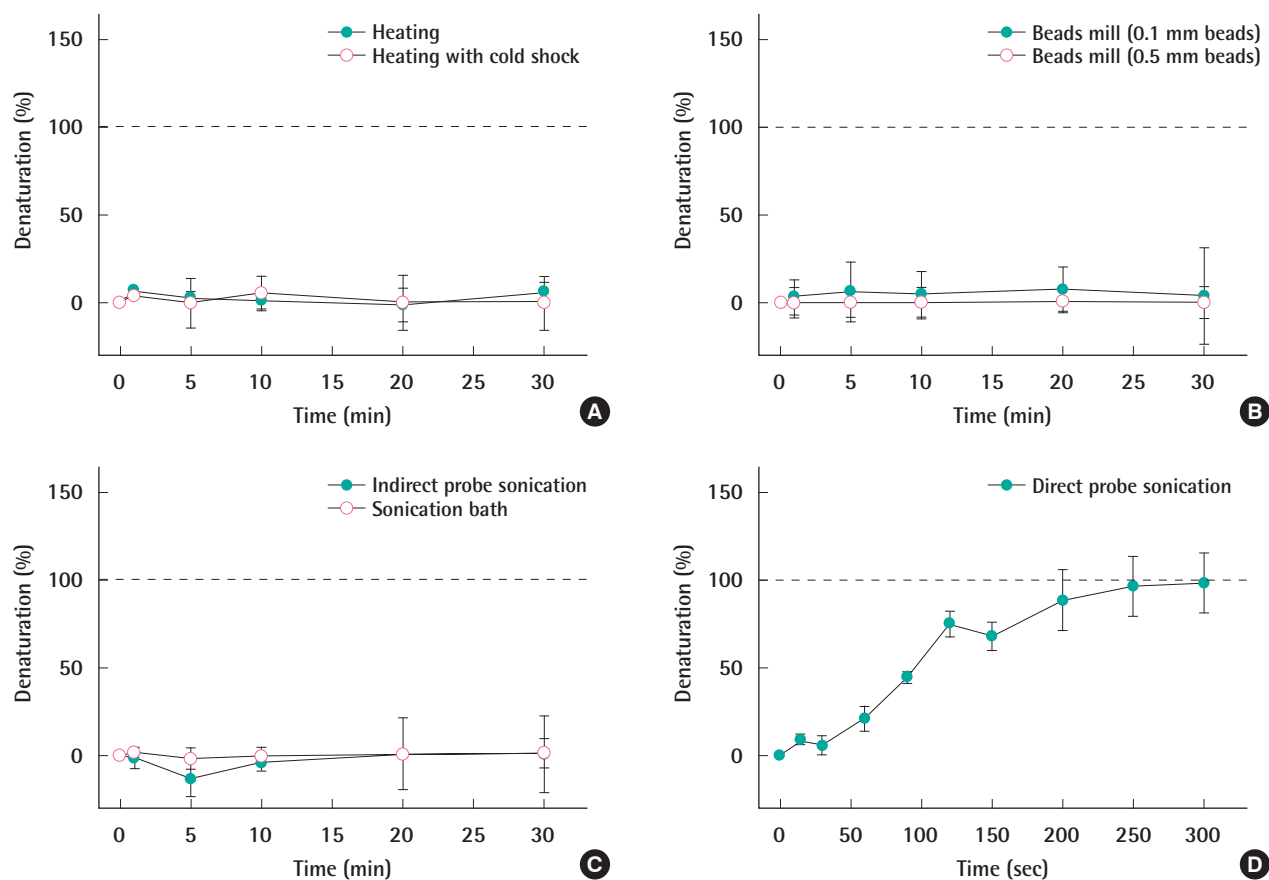 Heating
Heating with cold shock
Denaturation (%)
150
100
50
0
0 5 10 15 20 25 30
Time (min)
A
Beads mill (0.1 mm beads)
Beads mill (0.5 mm beads)
Denaturation (%)
150
100
50
0
0 5 10 15 20 25 30
Time (min)
B
Indirect probe sonication
Sonication bath
Denaturation (%)
150
100
50
0
0 5 10 15 20 25 30
Time (min)
C
Direct probe sonication
Denaturation (%)
150
100
50
0
0 50 100 150 200 250 300
Time (sec)
D